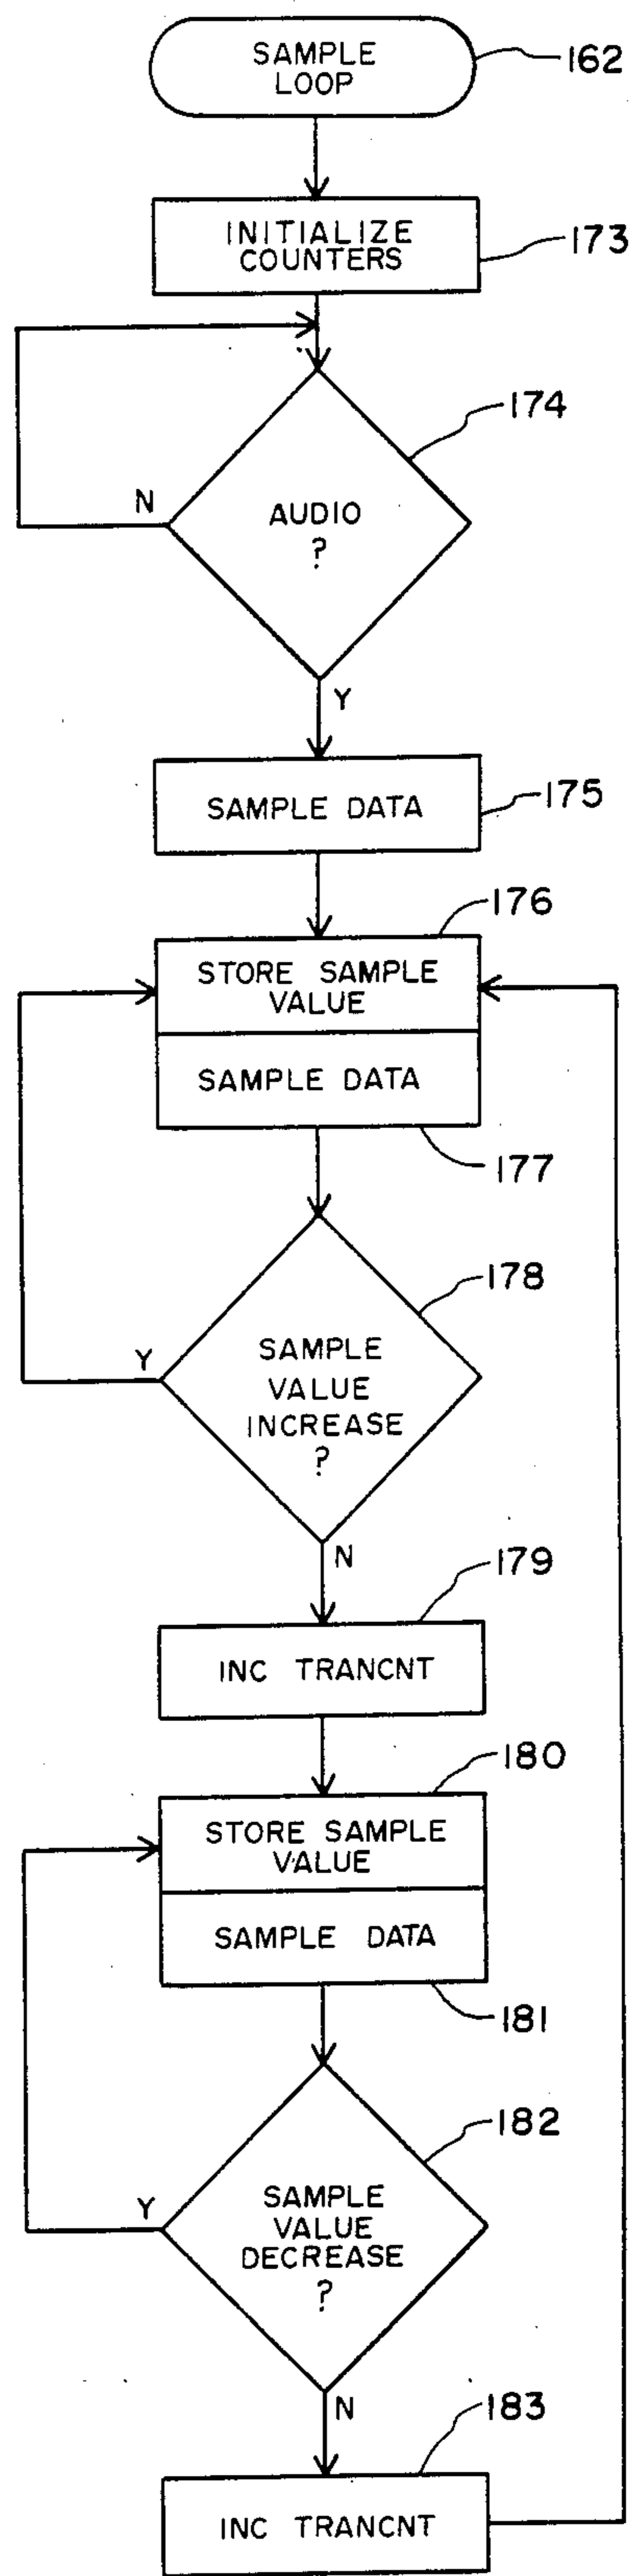 SAMPLE
LOOP
162
INITIALIZE
COUNTERS
173
174
N
AUDIO
?
Y
SAMPLE DATA
175
176
STORE SAMPLE
VALUE
SAMPLE DATA
177
178
Y
SAMPLE
VALUE
INCREASE
?
N
179
INC TRANCNT
180
STORE SAMPLE
VALUE
SAMPLE DATA
181
182
Y
SAMPLE
VALUE
DECREASE
?
N
183
INC TRANCNT